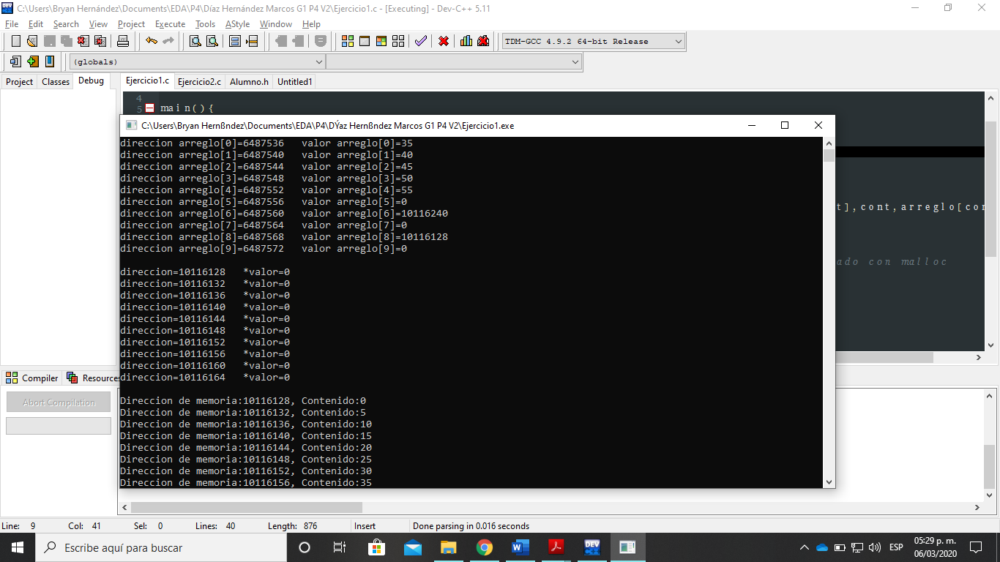 C:\Users\Bryan Hernández\Documents\EDA\P4\Díaz Hernández Marcos G1 P4 V2\Ejercicio1.c - [Executing] - Dev-C++ 5.11
File Edit Search View Project Execute Tools AStyle Window Help
TDM-GCC 4.9.2 64-bit Release
(globals)
Project Classes Debug
Ejercicio1.c Ejercicio2.c Alumno.h Untitled1
4
5 main(){
C:\Users\Bryan Hernßndez\Documents\EDA\P4\DÝaz Hernßndez Marcos G1 P4 V2\Ejercicio1.exe
direccion arreglo[0]=6487536 valor arreglo[0]=35
direccion arreglo[1]=6487540 valor arreglo[1]=40
direccion arreglo[2]=6487544 valor arreglo[2]=45
direccion arreglo[3]=6487548 valor arreglo[3]=50
direccion arreglo[4]=6487552 valor arreglo[4]=55
direccion arreglo[5]=6487556 valor arreglo[5]=0
direccion arreglo[6]=6487560 valor arreglo[6]=10116240
direccion arreglo[7]=6487564 valor arreglo[7]=0
direccion arreglo[8]=6487568 valor arreglo[8]=10116128
direccion arreglo[9]=6487572 valor arreglo[9]=0
direccion=10116128 *valor=0
direccion=10116132 *valor=0
direccion=10116136 *valor=0
direccion=10116140 *valor=0
direccion=10116144 *valor=0
direccion=10116148 *valor=0
direccion=10116152 *valor=0
direccion=10116156 *valor=0
direccion=10116160 *valor=0
direccion=10116164 *valor=0
Direccion de memoria:10116128, Contenido:0
Direccion de memoria:10116132, Contenido:5
Direccion de memoria:10116136, Contenido:10
Direccion de memoria:10116140, Contenido:15
Direccion de memoria:10116144, Contenido:20
Direccion de memoria:10116148, Contenido:25
Direccion de memoria:10116152, Contenido:30
Direccion de memoria:10116156, Contenido:35
t],cont,arreglo[con
ado con malloc
Compiler Resource
Abort Compilation
Line: 9 Col: 41 Sel: 0 Lines: 40 Length: 876 Insert Done parsing in 0.016 seconds
Escribe aquí para buscar
ESP
05:29 p. m.
06/03/2020